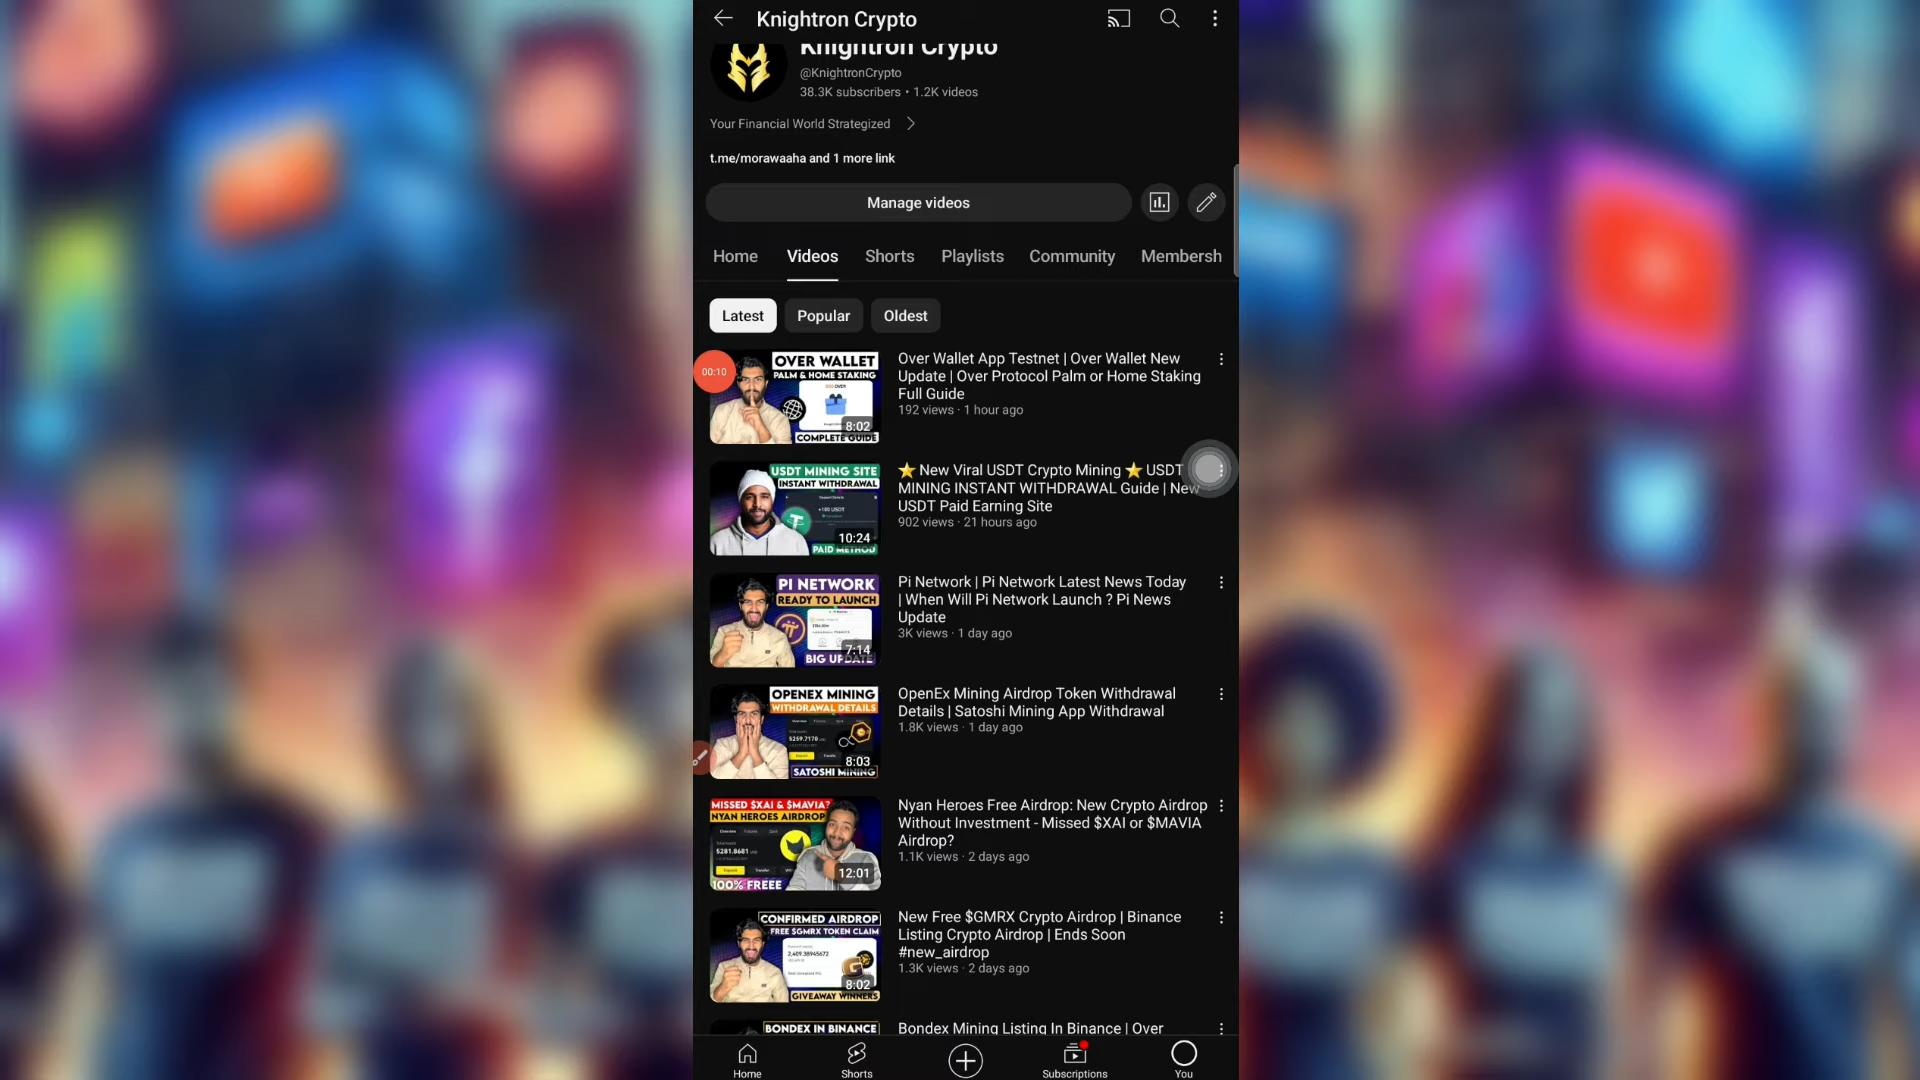 Knightron Crypto
Knightron Crypto
@KnightronCrypto
38.3K subscribers • 1.2K videos
Your Financial World Strategized
t.me/morawaaha and 1 more link
Manage videos
Home Videos Shorts Playlists Community Membersh
Latest Popular Oldest
00:10
OVER WALLET
PALM & HOME STAKING
8:02
COMPLETE GUIDE
Over Wallet App Testnet | Over Wallet New
Update | Over Protocol Palm or Home Staking
Full Guide
192 views · 1 hour ago
USDT MINING SITE
INSTANT WITHDRAWAL
+100 USDT
10:24
PAID METHOD
⭐ New Viral USDT Crypto Mining ⭐ USDT
MINING INSTANT WITHDRAWAL Guide | New
USDT Paid Earning Site
902 views · 21 hours ago
PI NETWORK
READY TO LAUNCH
7:14
BIG UPDATE
Pi Network | Pi Network Latest News Today
| When Will Pi Network Launch ? Pi News
Update
3K views · 1 day ago
OPENEX MINING
WITHDRAWAL DETAILS
$259.7170
8:03
SATOSHI MINING
OpenEx Mining Airdrop Token Withdrawal
Details | Satoshi Mining App Withdrawal
1.8K views · 1 day ago
MISSED $XAI & $MAVIA?
NYAN HEROES AIRDROP
$281.8681
12:01
100% FREEE
Nyan Heroes Free Airdrop: New Crypto Airdrop
Without Investment - Missed $XAI or $MAVIA
Airdrop?
1.1K views · 2 days ago
CONFIRMED AIRDROP
FREE $GMRX TOKEN CLAIM
2,409.38945672
8:02
GIVEAWAY WINNERS
New Free $GMRX Crypto Airdrop | Binance
Listing Crypto Airdrop | Ends Soon
#new_airdrop
1.3K views · 2 days ago
BONDEX IN BINANCE
Bondex Mining Listing In Binance | Over
Home Shorts Subscriptions You